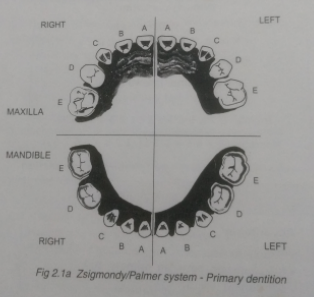 RIGHT LEFT
A A
B B
C C
D D
E E
MAXILLA
MANDIBLE
E E
D D
C B A A B C
RIGHT LEFT
Fig 2.1a Zsigmondy/Palmer system - Primary dentition